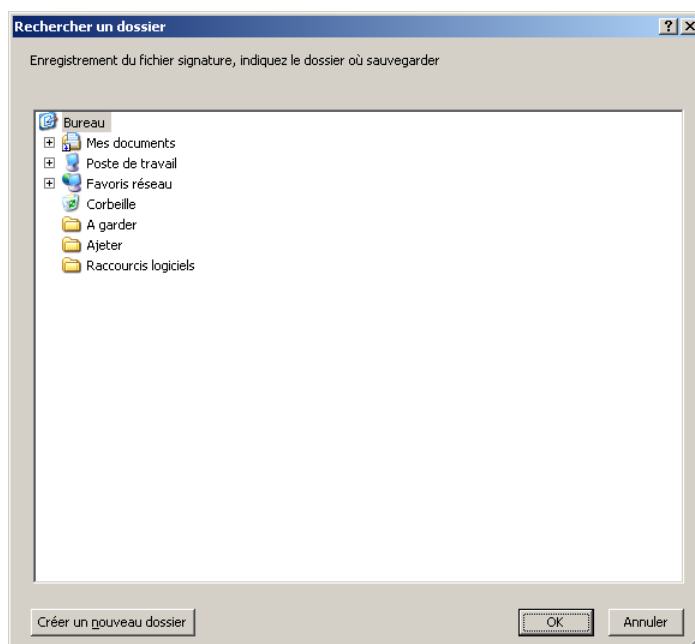 Rechercher un dossier
Enregistrement du fichier signature, indiquez le dossier où sauvegarder
Bureau
Mes documents
Poste de travail
Favoris réseau
Corbeille
A garder
Ajeter
Raccourcis logiciels
Créer un nouveau dossier
OK
Annuler